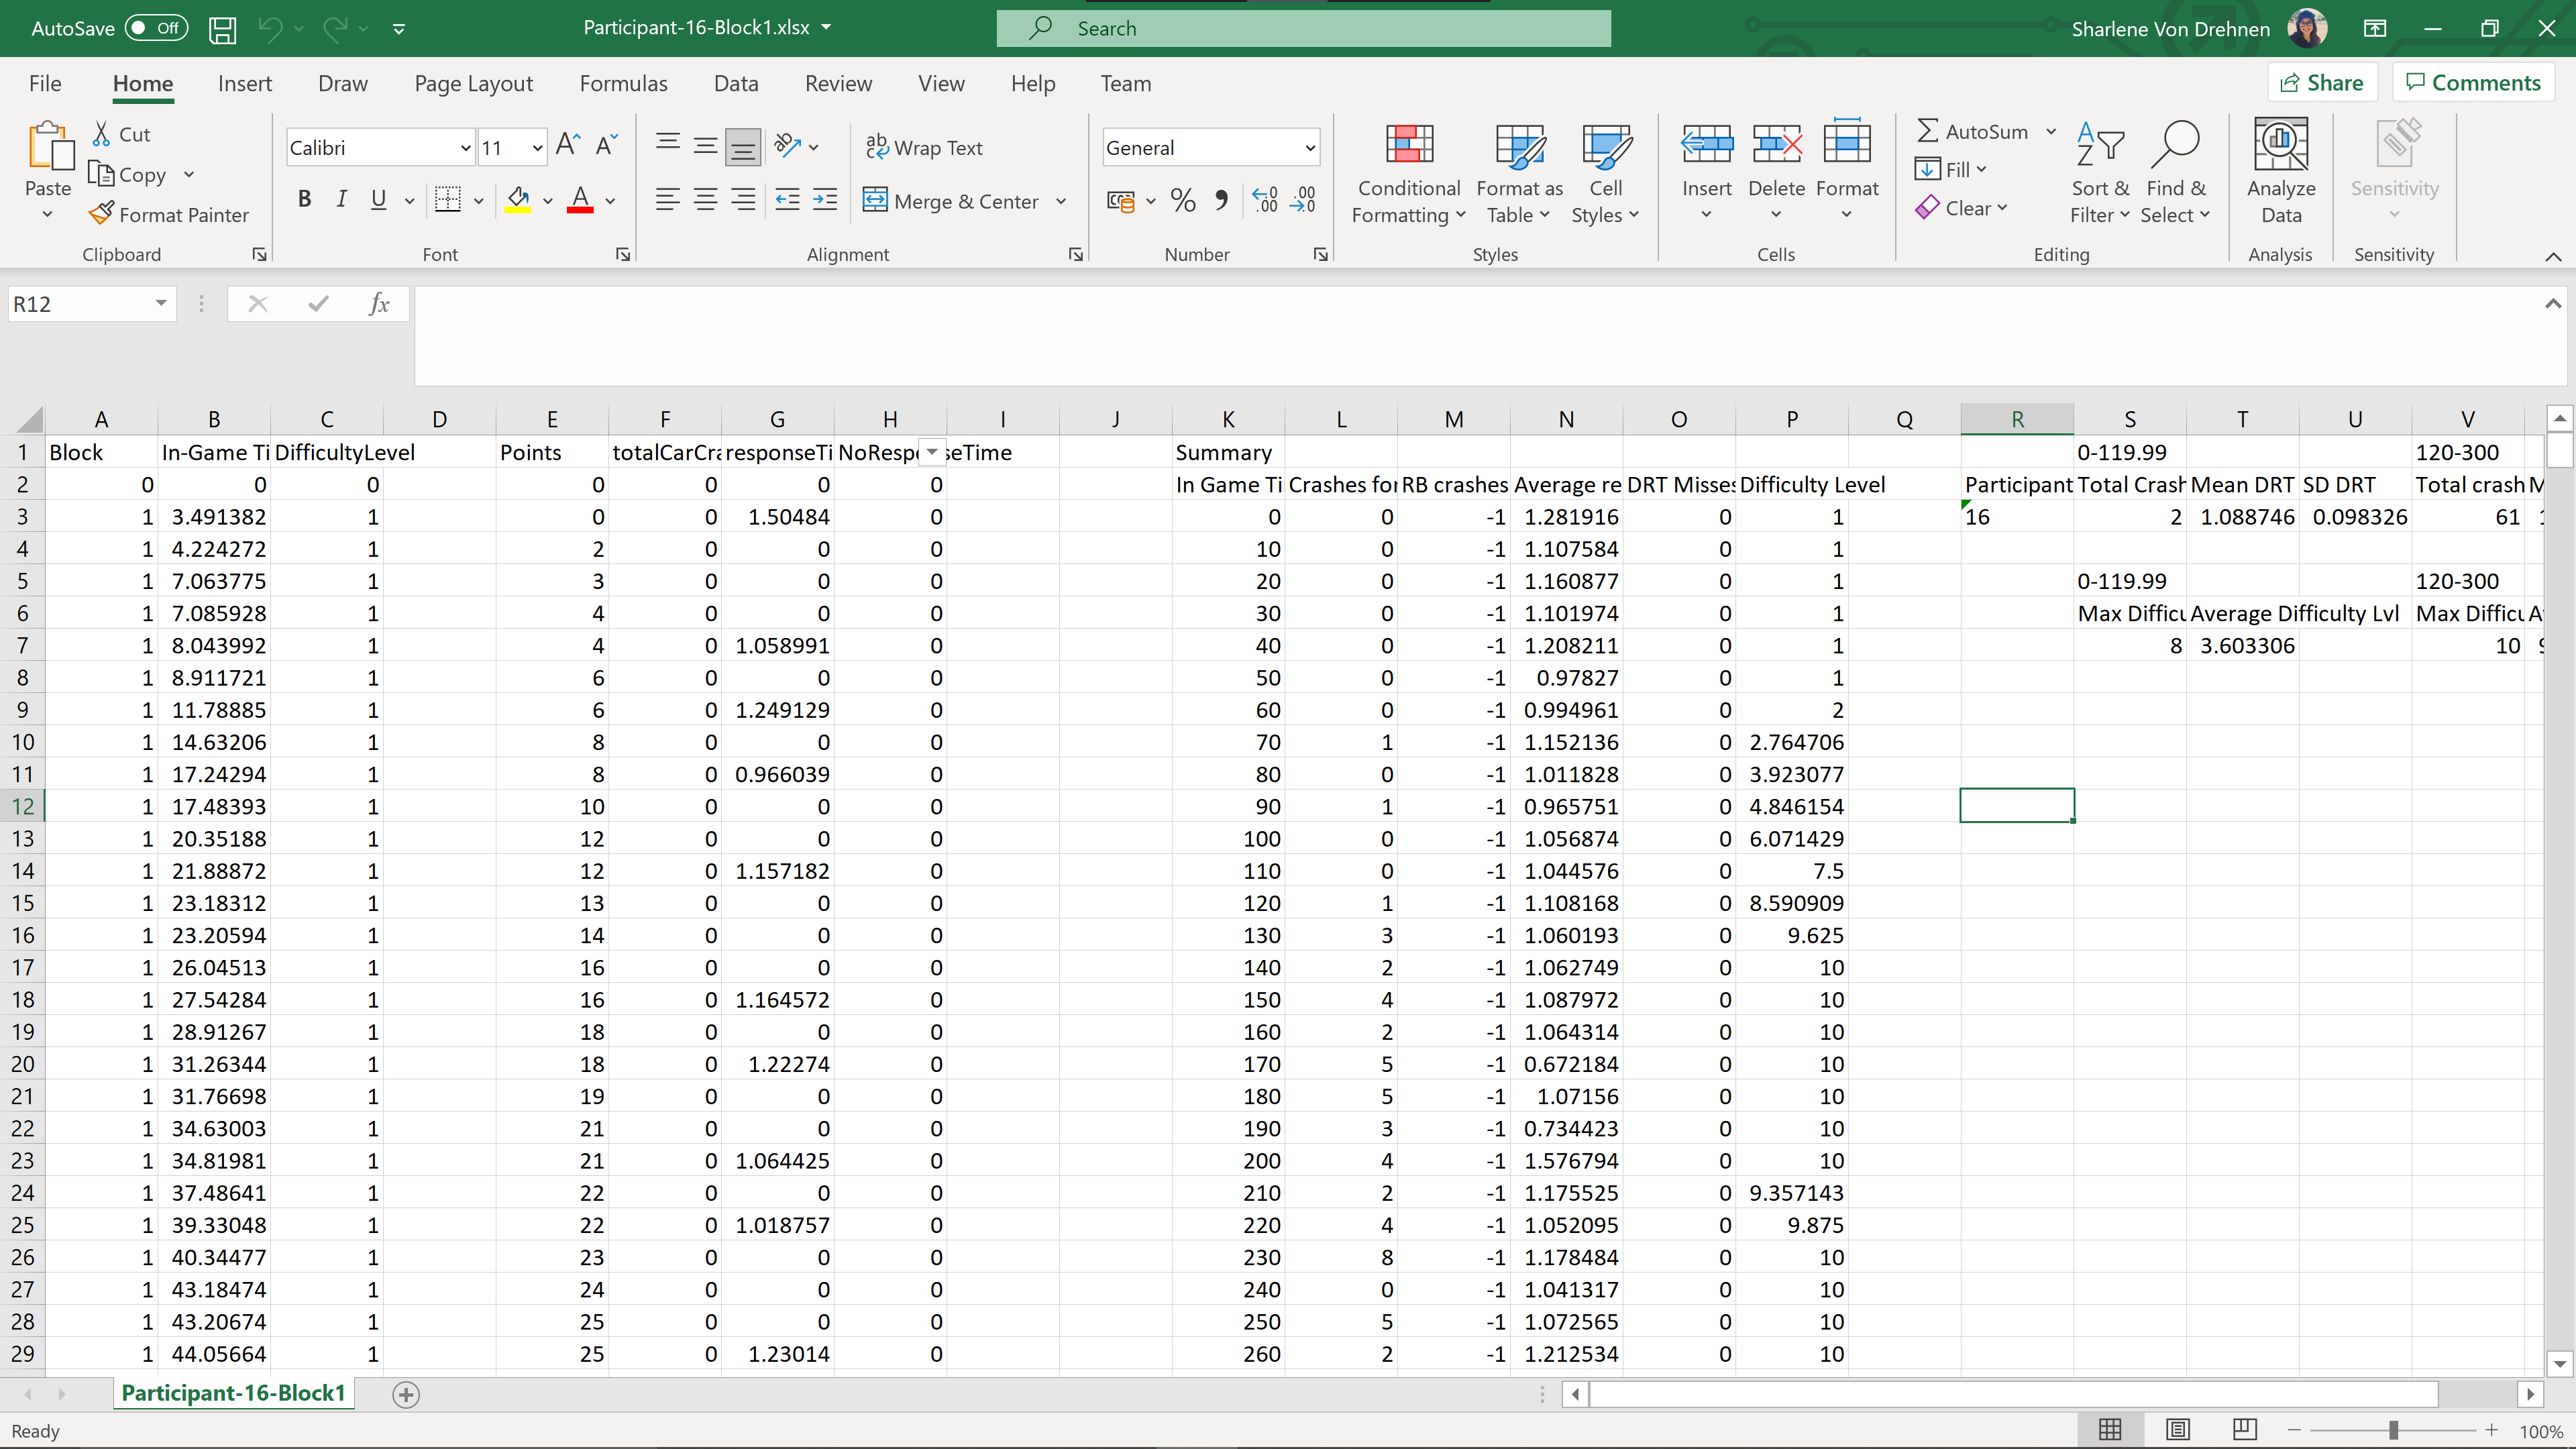 AutoSave Off Participant-16-Block1.xlsx Search Sharlene Von Drehnen
File Home Insert Draw Page Layout Formulas Data Review View Help Team Share Comments
Paste Cut Copy Format Painter Clipboard
Calibri 11 B I U A Font
ab Wrap Text Merge & Center Alignment
General % Number
Conditional Formatting Format as Table Cell Styles Styles
Insert Delete Format Cells
AutoSum Fill Clear Sort & Filter Find & Select Editing
Analyze Data Analysis
Sensitivity Sensitivity
R12 fx
A B C D E F G H I J K L M N O P Q R S T U V
1 Block In-Game Ti DifficultyLevel Points totalCarCra responseTi NoRespo seTime Summary 0-119.99 120-300
2 0 0 0 0 0 0 0 In Game Ti Crashes for RB crashes Average re DRT Misses Difficulty Level Participant Total Crash Mean DRT SD DRT Total crash M
3 1 3.491382 1 0 0 1.50484 0 0 0 -1 1.281916 0 1 16 2 1.088746 0.098326 61
4 1 4.224272 1 2 0 0 0 10 0 -1 1.107584 0 1
5 1 7.063775 1 3 0 0 0 20 0 -1 1.160877 0 1 0-119.99 120-300
6 1 7.085928 1 4 0 0 0 30 0 -1 1.101974 0 1 Max Difficu Average Difficulty Lvl Max Difficu A
7 1 8.043992 1 4 0 1.058991 0 40 0 -1 1.208211 0 1 8 3.603306 10
8 1 8.911721 1 6 0 0 0 50 0 -1 0.97827 0 1
9 1 11.78885 1 6 0 1.249129 0 60 0 -1 0.994961 0 2
10 1 14.63206 1 8 0 0 0 70 1 -1 1.152136 0 2.764706
11 1 17.24294 1 8 0 0.966039 0 80 0 -1 1.011828 0 3.923077
12 1 17.48393 1 10 0 0 0 90 1 -1 0.965751 0 4.846154
13 1 20.35188 1 12 0 0 0 100 0 -1 1.056874 0 6.071429
14 1 21.88872 1 12 0 1.157182 0 110 0 -1 1.044576 0 7.5
15 1 23.18312 1 13 0 0 0 120 1 -1 1.108168 0 8.590909
16 1 23.20594 1 14 0 0 0 130 3 -1 1.060193 0 9.625
17 1 26.04513 1 16 0 0 0 140 2 -1 1.062749 0 10
18 1 27.54284 1 16 0 1.164572 0 150 4 -1 1.087972 0 10
19 1 28.91267 1 18 0 0 0 160 2 -1 1.064314 0 10
20 1 31.26344 1 18 0 1.22274 0 170 5 -1 0.672184 0 10
21 1 31.76698 1 19 0 0 0 180 5 -1 1.07156 0 10
22 1 34.63003 1 21 0 0 0 190 3 -1 0.734423 0 10
23 1 34.81981 1 21 0 1.064425 0 200 4 -1 1.576794 0 10
24 1 37.48641 1 22 0 0 0 210 2 -1 1.175525 0 9.357143
25 1 39.33048 1 22 0 1.018757 0 220 4 -1 1.052095 0 9.875
26 1 40.34477 1 23 0 0 0 230 8 -1 1.178484 0 10
27 1 43.18474 1 24 0 0 0 240 0 -1 1.041317 0 10
28 1 43.20674 1 25 0 0 0 250 5 -1 1.072565 0 10
29 1 44.05664 1 25 0 1.23014 0 260 2 -1 1.212534 0 10
Participant-16-Block1
Ready 100%